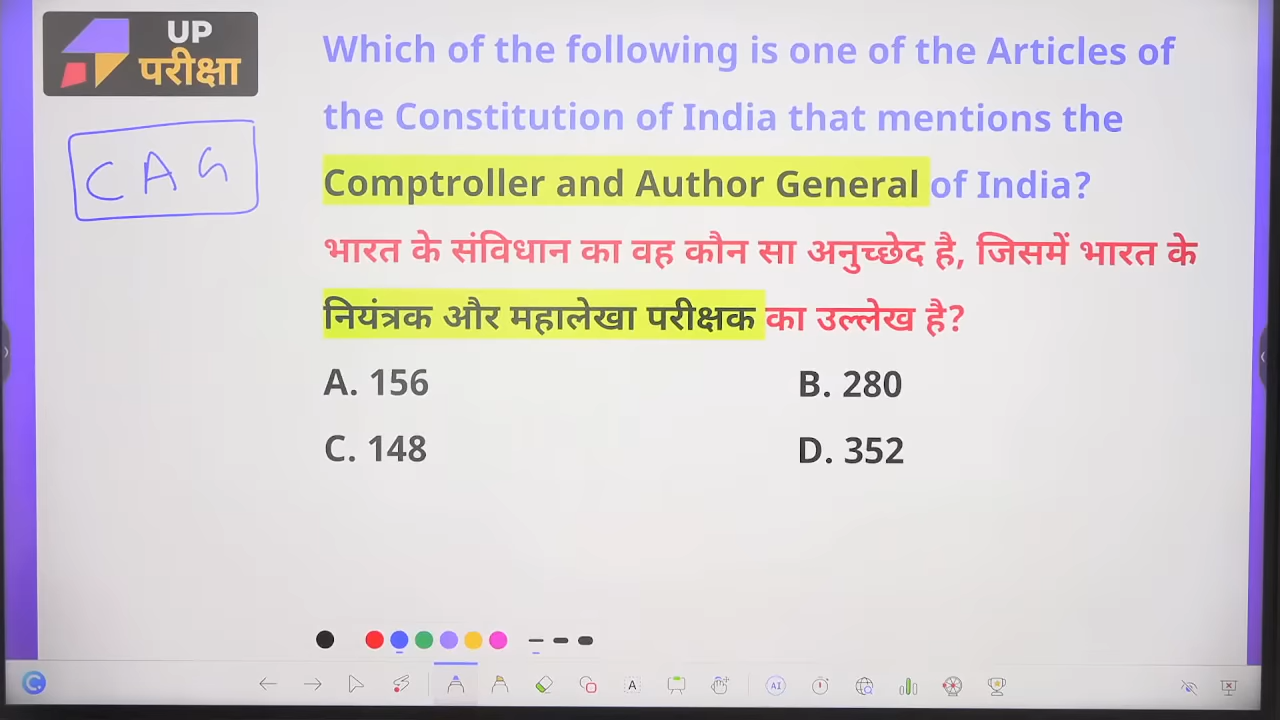 UP
परीक्षा
CAG
Which of the following is one of the Articles of
the Constitution of India that mentions the
Comptroller and Author General of India?
भारत के संविधान का वह कौन सा अनुच्छेद है, जिसमें भारत के
नियंत्रक और महालेखा परीक्षक का उल्लेख है?
A. 156
B. 280
C. 148
D. 352
A
AI